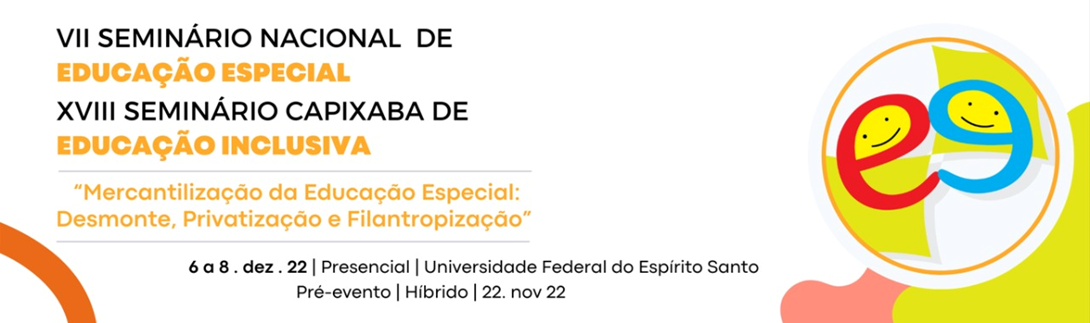 VII SEMINÁRIO NACIONAL DE
EDUCAÇÃO ESPECIAL
XVIII SEMINÁRIO CAPIXABA DE
EDUCAÇÃO INCLUSIVA
“Mercantilização da Educação Especial:
Desmonte, Privatização e Filantropização”
6 a 8 . dez . 22 | Presencial | Universidade Federal do Espírito Santo
Pré-evento | Híbrido | 22. nov 22